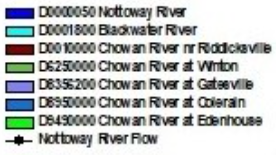 D0000050 Nottoway River
D0001800 Blackwater River
D0010000 Chowan River nr Riddicksville
D6250000 Chowan River at Winton
D8356200 Chowan River at Gatesville
D8950000 Chowan River at Colerain
D9490000 Chowan River at Edenhouse
Nottoway River Flow